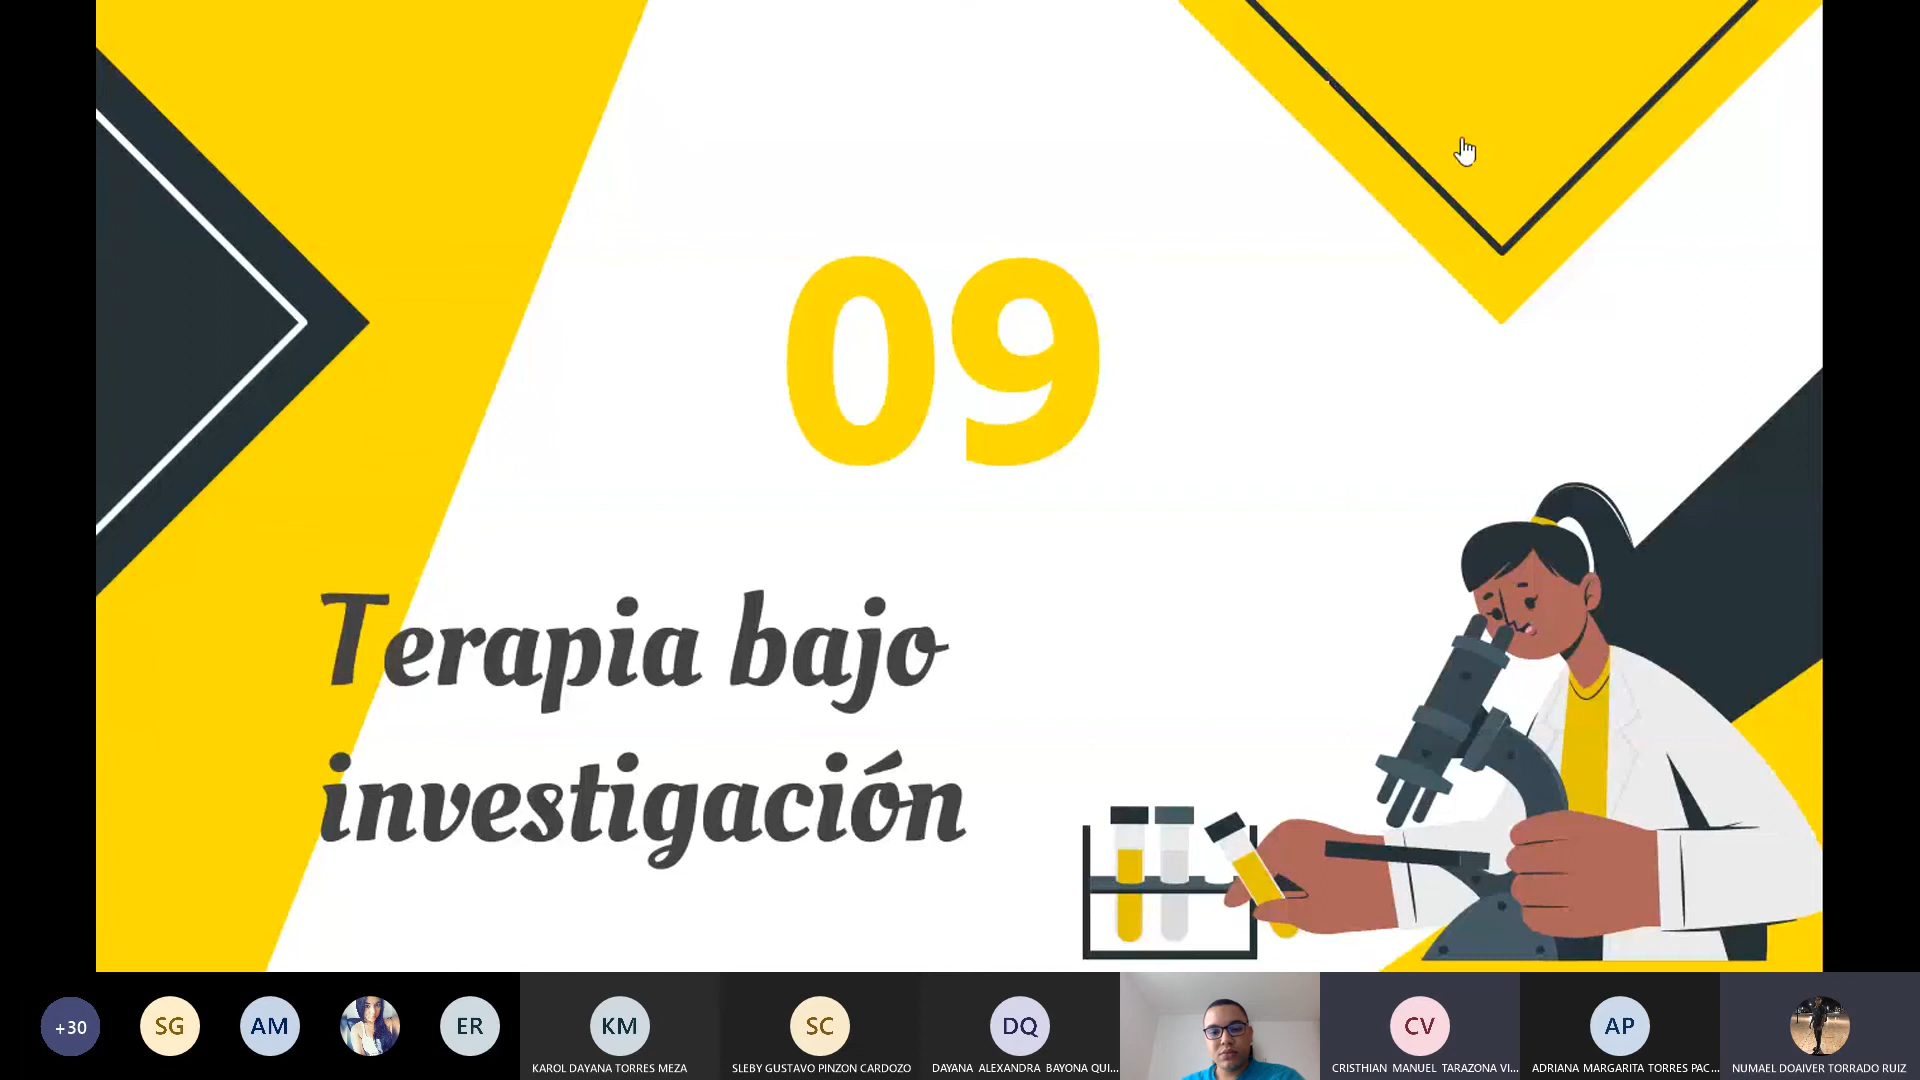 09
Terapia bajo
investigación
+30
SG
AM
ER
KM
SC
DQ
CV
AP
KAROL DAYANA TORRES MEZA
SLEBY GUSTAVO PINZON CARDOZO
DAYANA ALEXANDRA BAYONA QUI...
CRISTHIAN MANUEL TARAZONA VI...
ADRIANA MARGARITA TORRES PAC...
NUMAEL DOAIVER TORRADO RUIZ